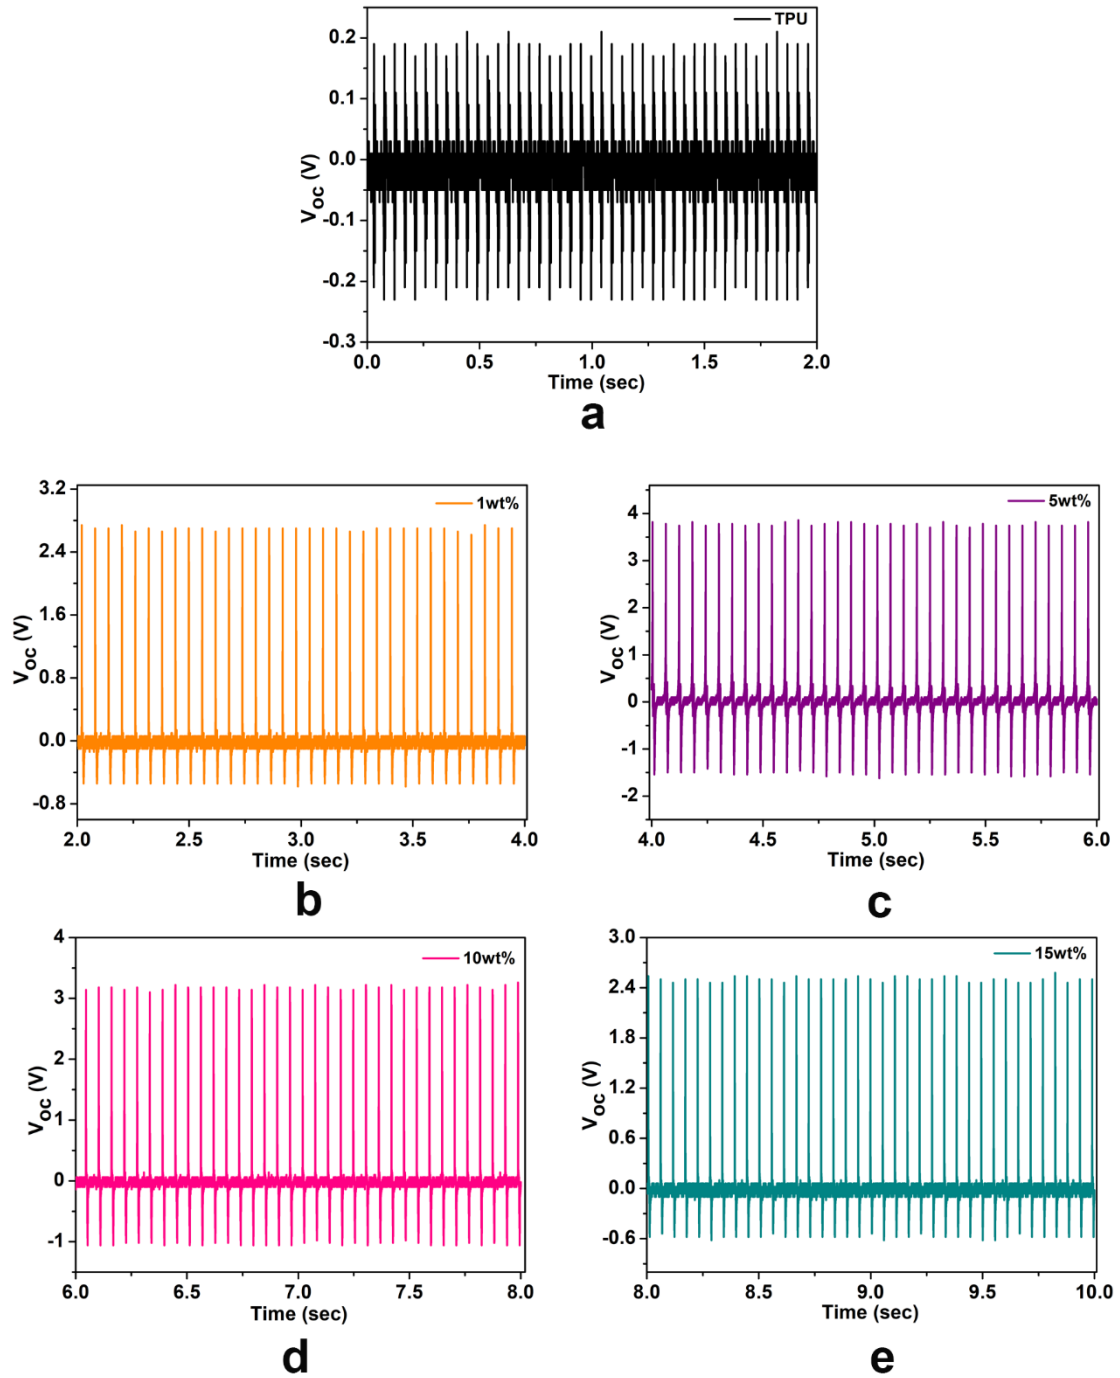 TPU
0.2
0.1
0.0
-0.1
-0.2
-0.3
V_OC (V)
0.0 0.5 1.0 1.5 2.0
Time (sec)
a
1wt%
3.2
2.4
1.6
0.8
0.0
-0.8
V_OC (V)
2.0 2.5 3.0 3.5 4.0
Time (sec)
b
5wt%
4
3
2
1
0
-1
-2
V_OC (V)
4.0 4.5 5.0 5.5 6.0
Time (sec)
c
10wt%
4
3
2
1
0
-1
V_OC (V)
6.0 6.5 7.0 7.5 8.0
Time (sec)
d
15wt%
3.0
2.4
1.8
1.2
0.6
0.0
-0.6
V_OC (V)
8.0 8.5 9.0 9.5 10.0
Time (sec)
e